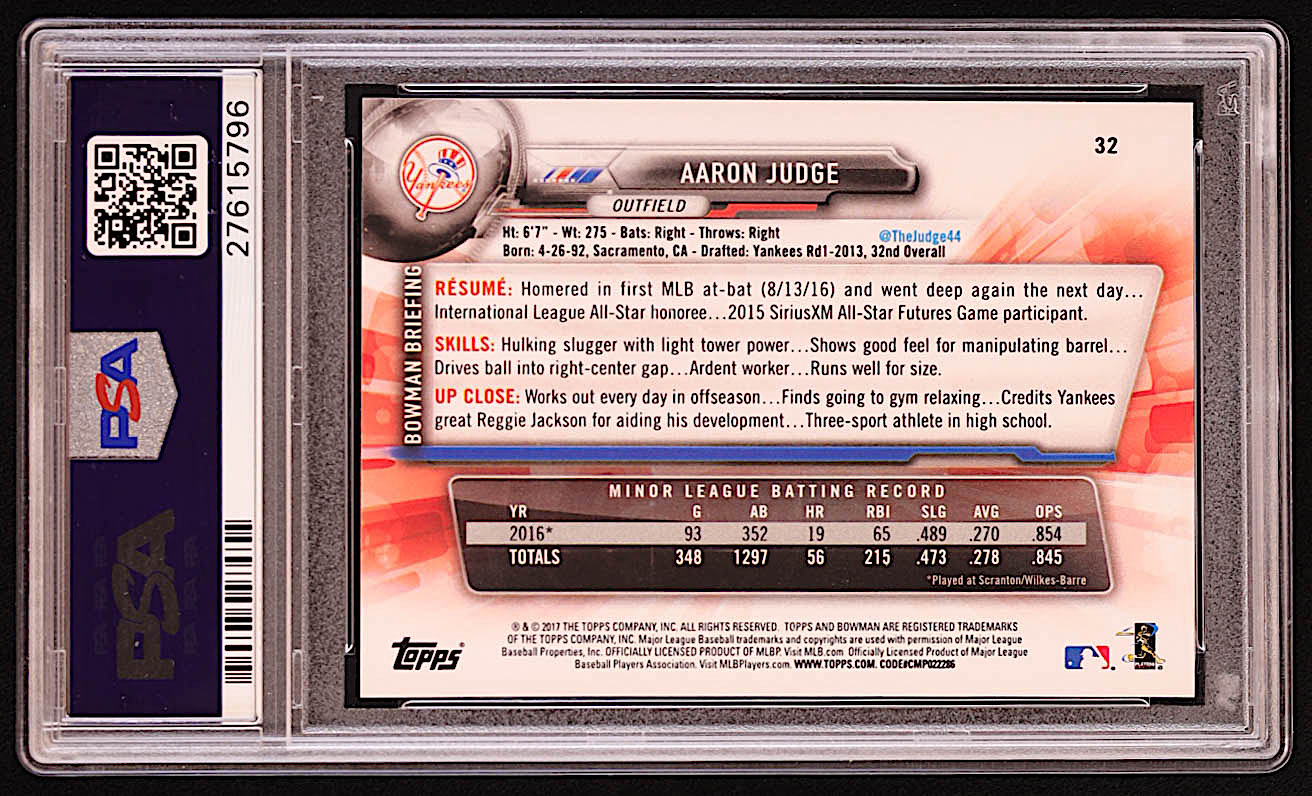 27615796
PSA
PSA
32
Yankees
AARON JUDGE
OUTFIELD
Ht: 6'7" - Wt: 275 - Bats: Right - Throws: Right
@TheJudge44
Born: 4-26-92, Sacramento, CA - Drafted: Yankees Rd1-2013, 32nd Overall
BOWMAN BRIEFING
RÉSUMÉ: Homered in first MLB at-bat (8/13/16) and went deep again the next day...
International League All-Star honoree...2015 SiriusXM All-Star Futures Game participant.
SKILLS: Hulking slugger with light tower power...Shows good feel for manipulating barrel...
Drives ball into right-center gap...Ardent worker...Runs well for size.
UP CLOSE: Works out every day in offseason...Finds going to gym relaxing...Credits Yankees
great Reggie Jackson for aiding his development...Three-sport athlete in high school.
MINOR LEAGUE BATTING RECORD
YR G AB HR RBI SLG AVG OPS
2016* 93 352 19 65 .489 .270 .854
TOTALS 348 1297 56 215 .473 .278 .845
*Played at Scranton/Wilkes-Barre
® & © 2017 THE TOPPS COMPANY, INC. ALL RIGHTS RESERVED. TOPPS AND BOWMAN ARE REGISTERED TRADEMARKS
OF THE TOPPS COMPANY, INC. Major League Baseball trademarks and copyrights are used with permission of Major League
Baseball Properties, Inc. OFFICIALLY LICENSED PRODUCT OF MLBP. Visit MLB.com Officially Licensed Product of Major League
Baseball Players Association. Visit MLBPlayers.com. WWW.TOPPS.COM. CODE#CMP022286
topps®
PLAYERS
PSA